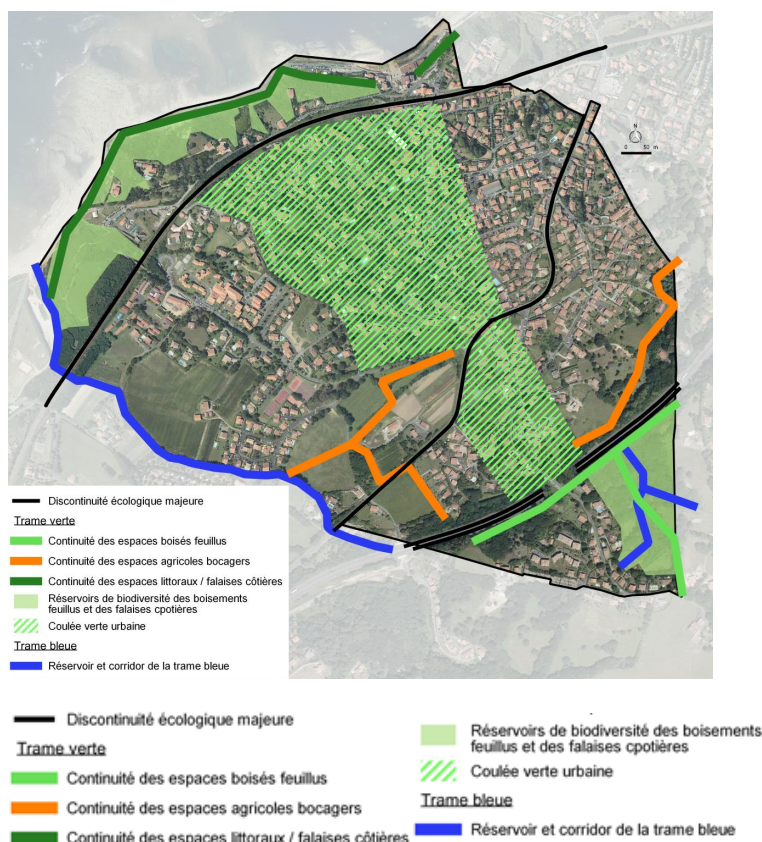 N
0 50 m
Discontinuité écologique majeure
Trame verte
Continuité des espaces boisés feuillus
Continuité des espaces agricoles bocagers
Continuité des espaces littoraux / falaises côtières
Réservoirs de biodiversité des boisements
feuillus et des falaises cpotières
Coulée verte urbaine
Trame bleue
Réservoir et corridor de la trame bleue
Discontinuité écologique majeure
Trame verte
Continuité des espaces boisés feuillus
Continuité des espaces agricoles bocagers
Continuité des espaces littoraux / falaises côtières
Réservoirs de biodiversité des boisements
feuillus et des falaises cpotières
Coulée verte urbaine
Trame bleue
Réservoir et corridor de la trame bleue